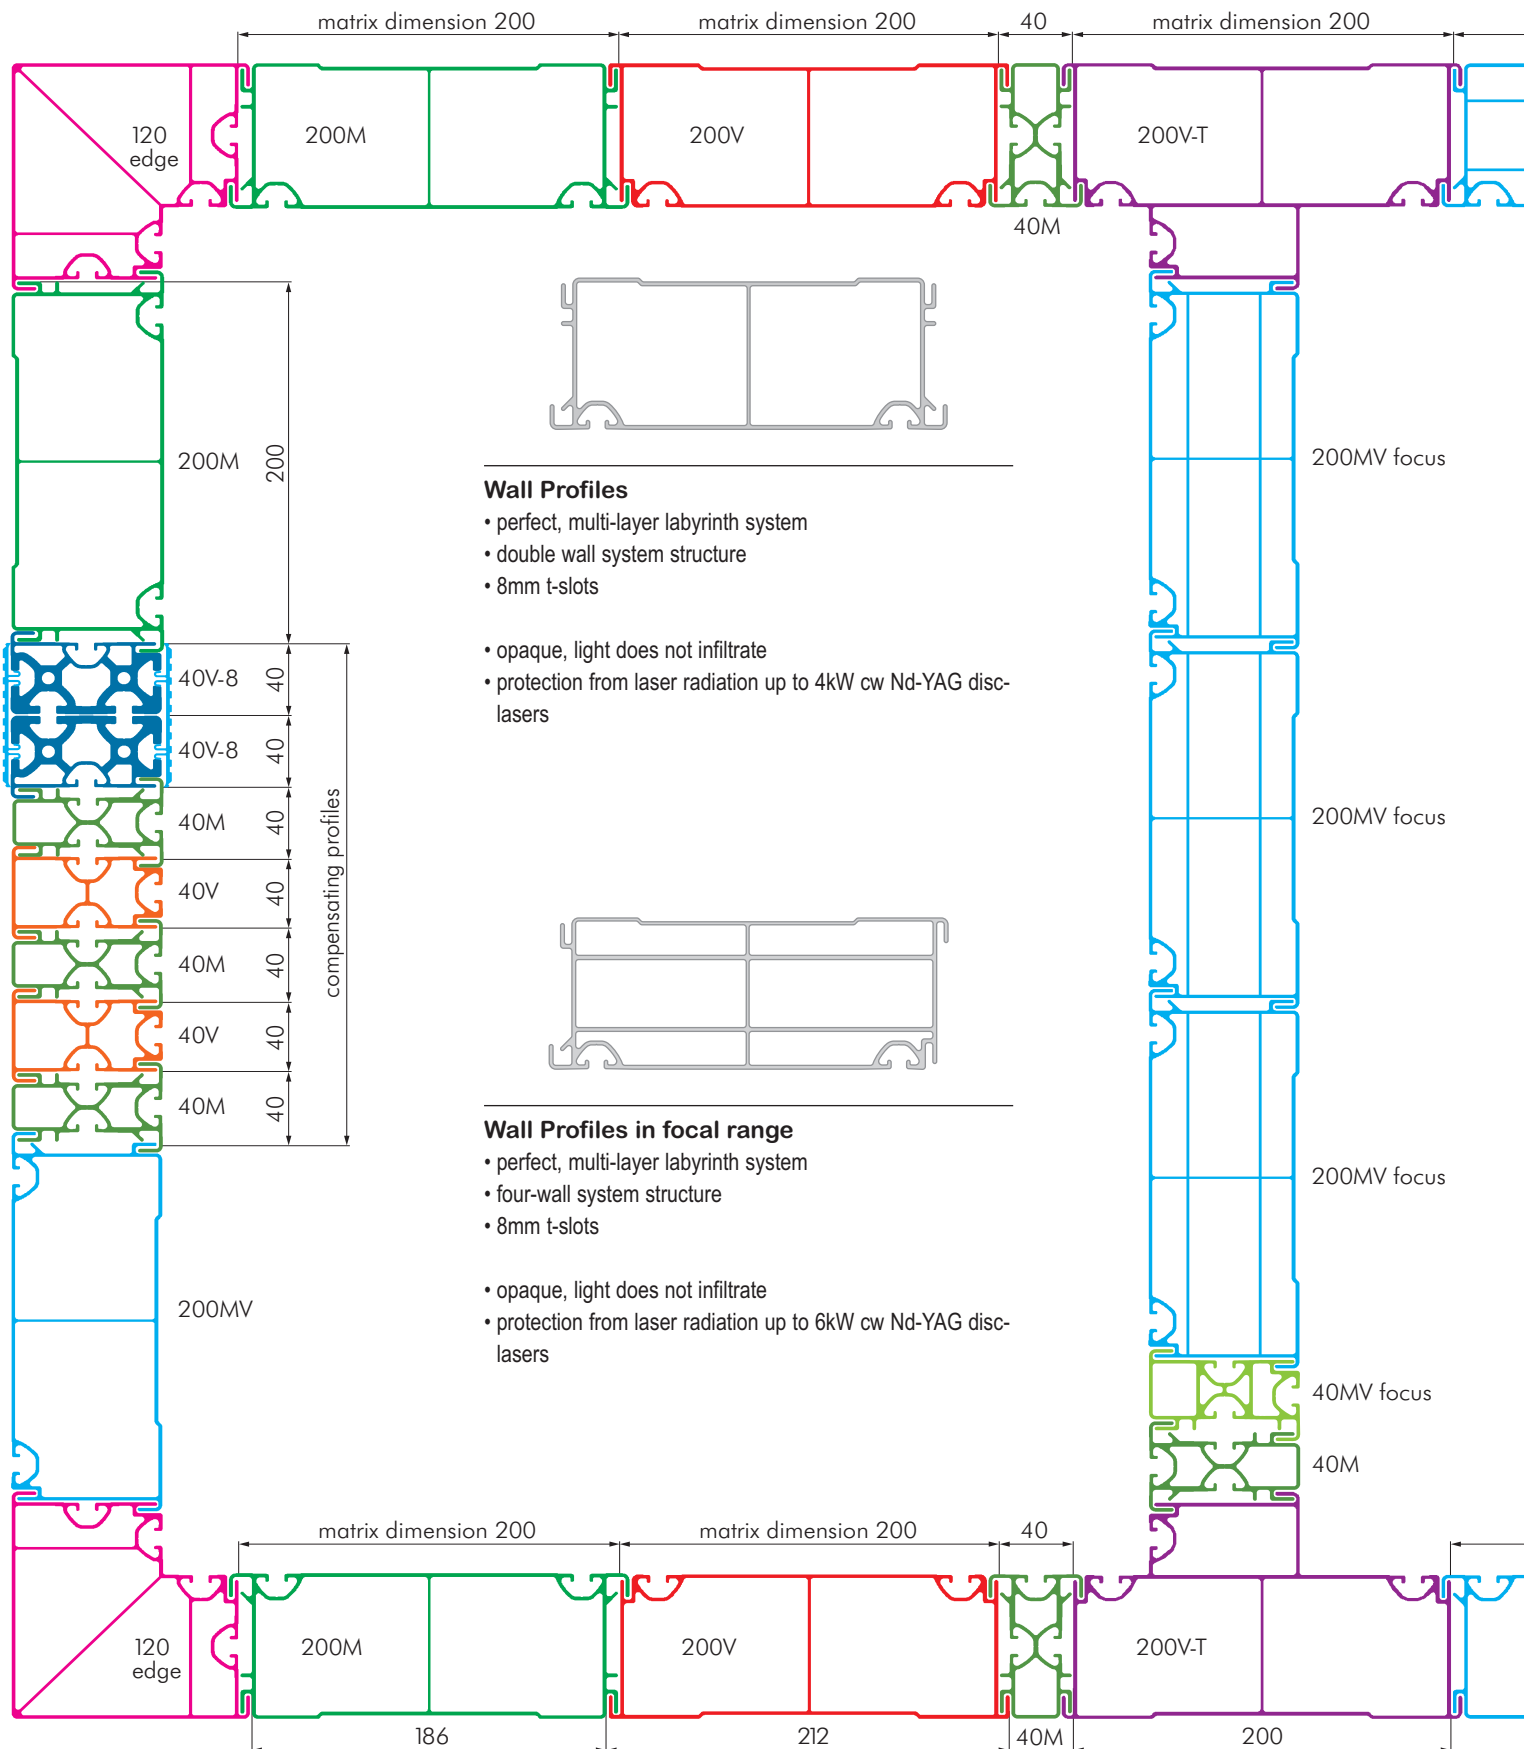 matrix dimension 200
matrix dimension 200
40
matrix dimension 200
120
edge
200M
200V
200V-T
40M
200M
200
200MV focus
Wall Profiles
• perfect, multi-layer labyrinth system
• double wall system structure
• 8mm t-slots
• opaque, light does not infiltrate
• protection from laser radiation up to 4kW cw Nd-YAG disc-
lasers
40V-8
40
40V-8
40
40M
40
40V
40
40M
40
40V
40
40M
40
compensating profiles
200MV focus
Wall Profiles in focal range
• perfect, multi-layer labyrinth system
• four-wall system structure
• 8mm t-slots
• opaque, light does not infiltrate
• protection from laser radiation up to 6kW cw Nd-YAG disc-
lasers
200MV focus
200MV
40MV focus
40M
matrix dimension 200
matrix dimension 200
40
120
edge
200M
200V
200V-T
186
212
40M
200